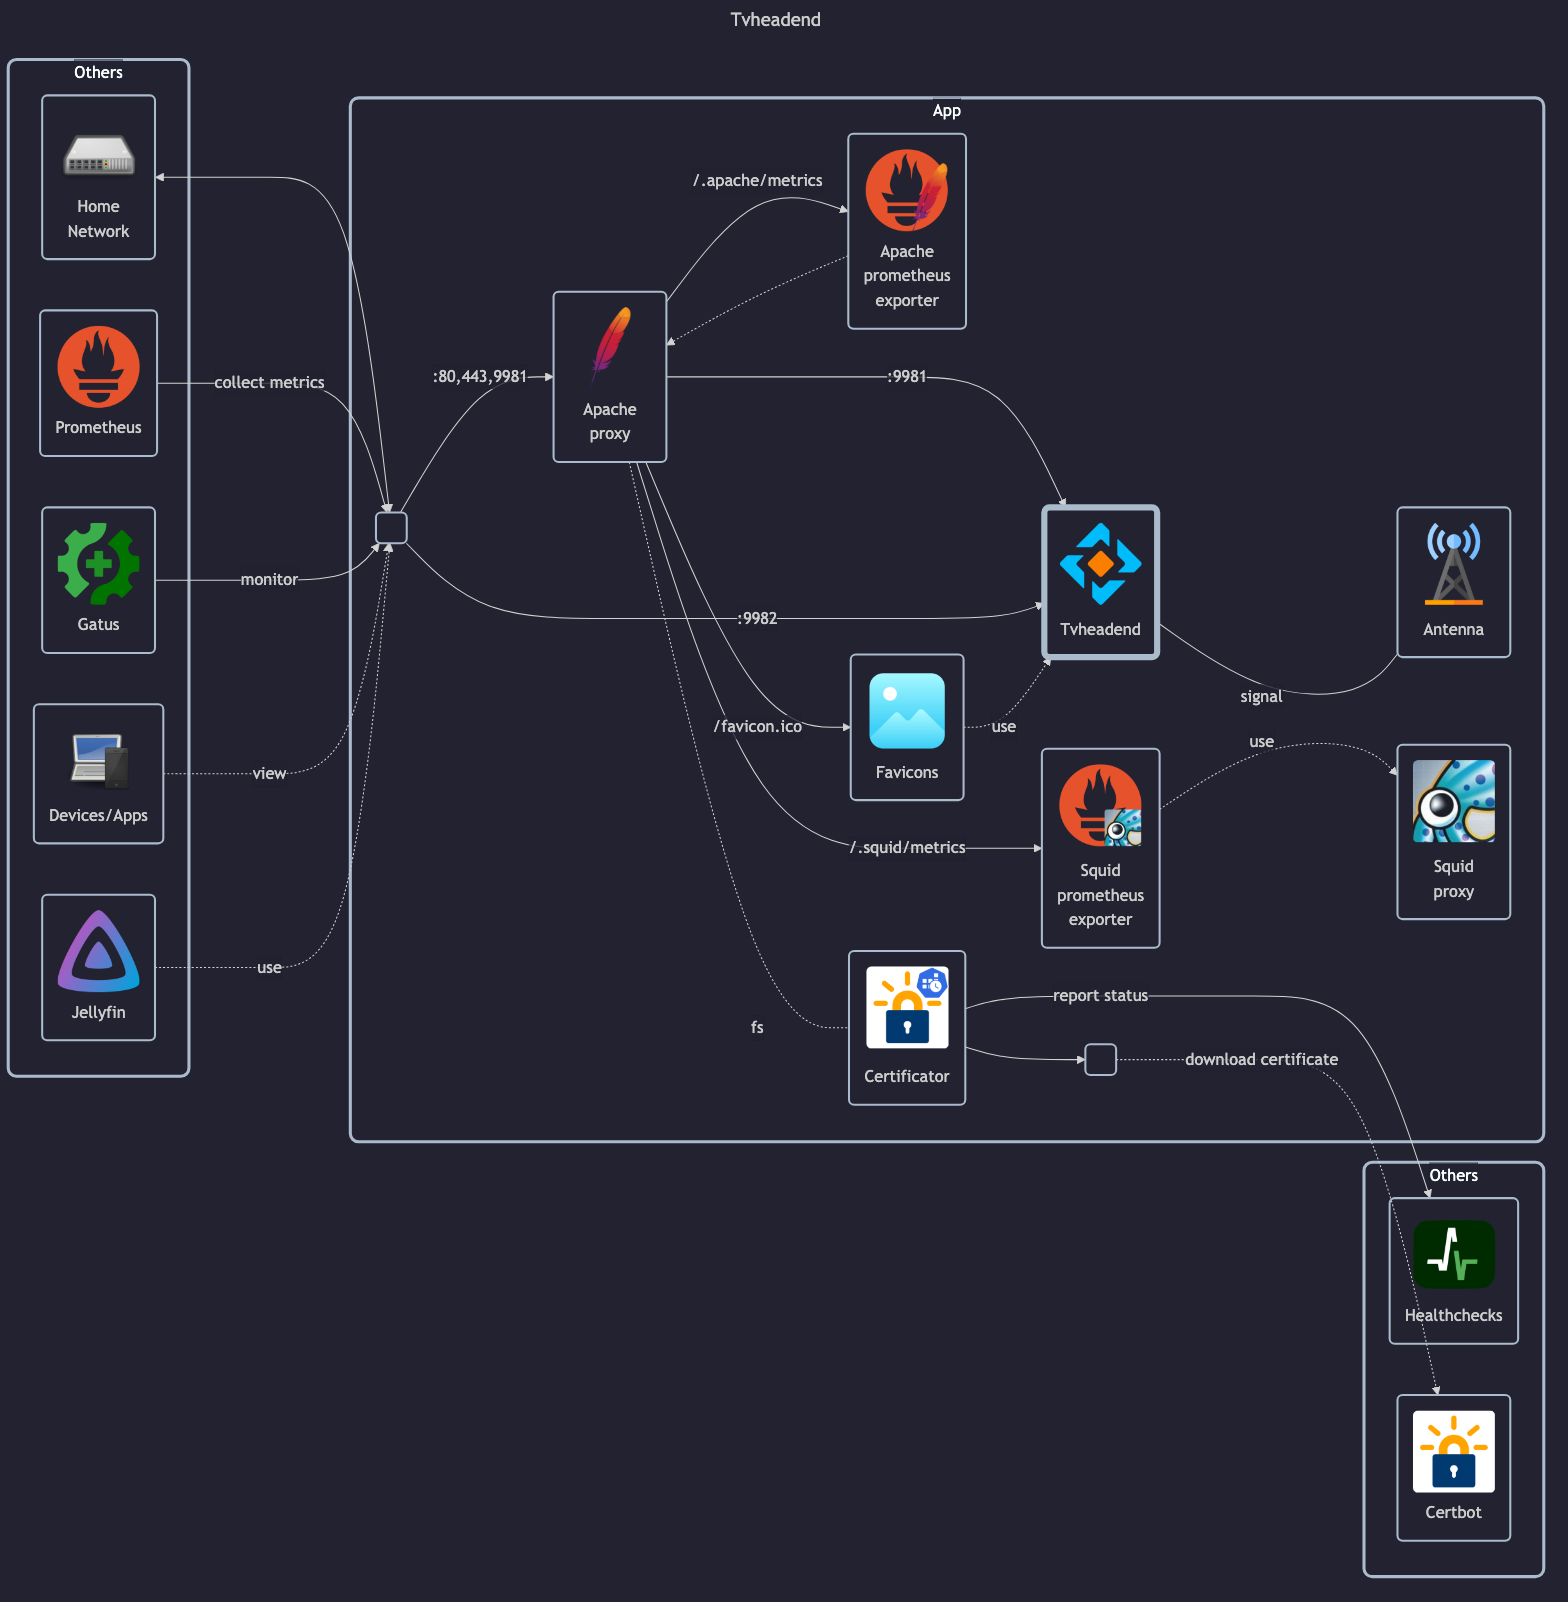 Tvheadend
Others
Home
Network
Prometheus
Gatus
Devices/Apps
Jellyfin
collect metrics
monitor
view
use
App
:80,443,9981
Apache
proxy
/.apache/metrics
Apache
prometheus
exporter
:9981
:9982
Tvheadend
Antenna
signal
/favicon.ico
Favicons
use
/.squid/metrics
Squid
prometheus
exporter
use
Squid
proxy
fs
Certificator
report status
download certificate
Others
Healthchecks
Certbot